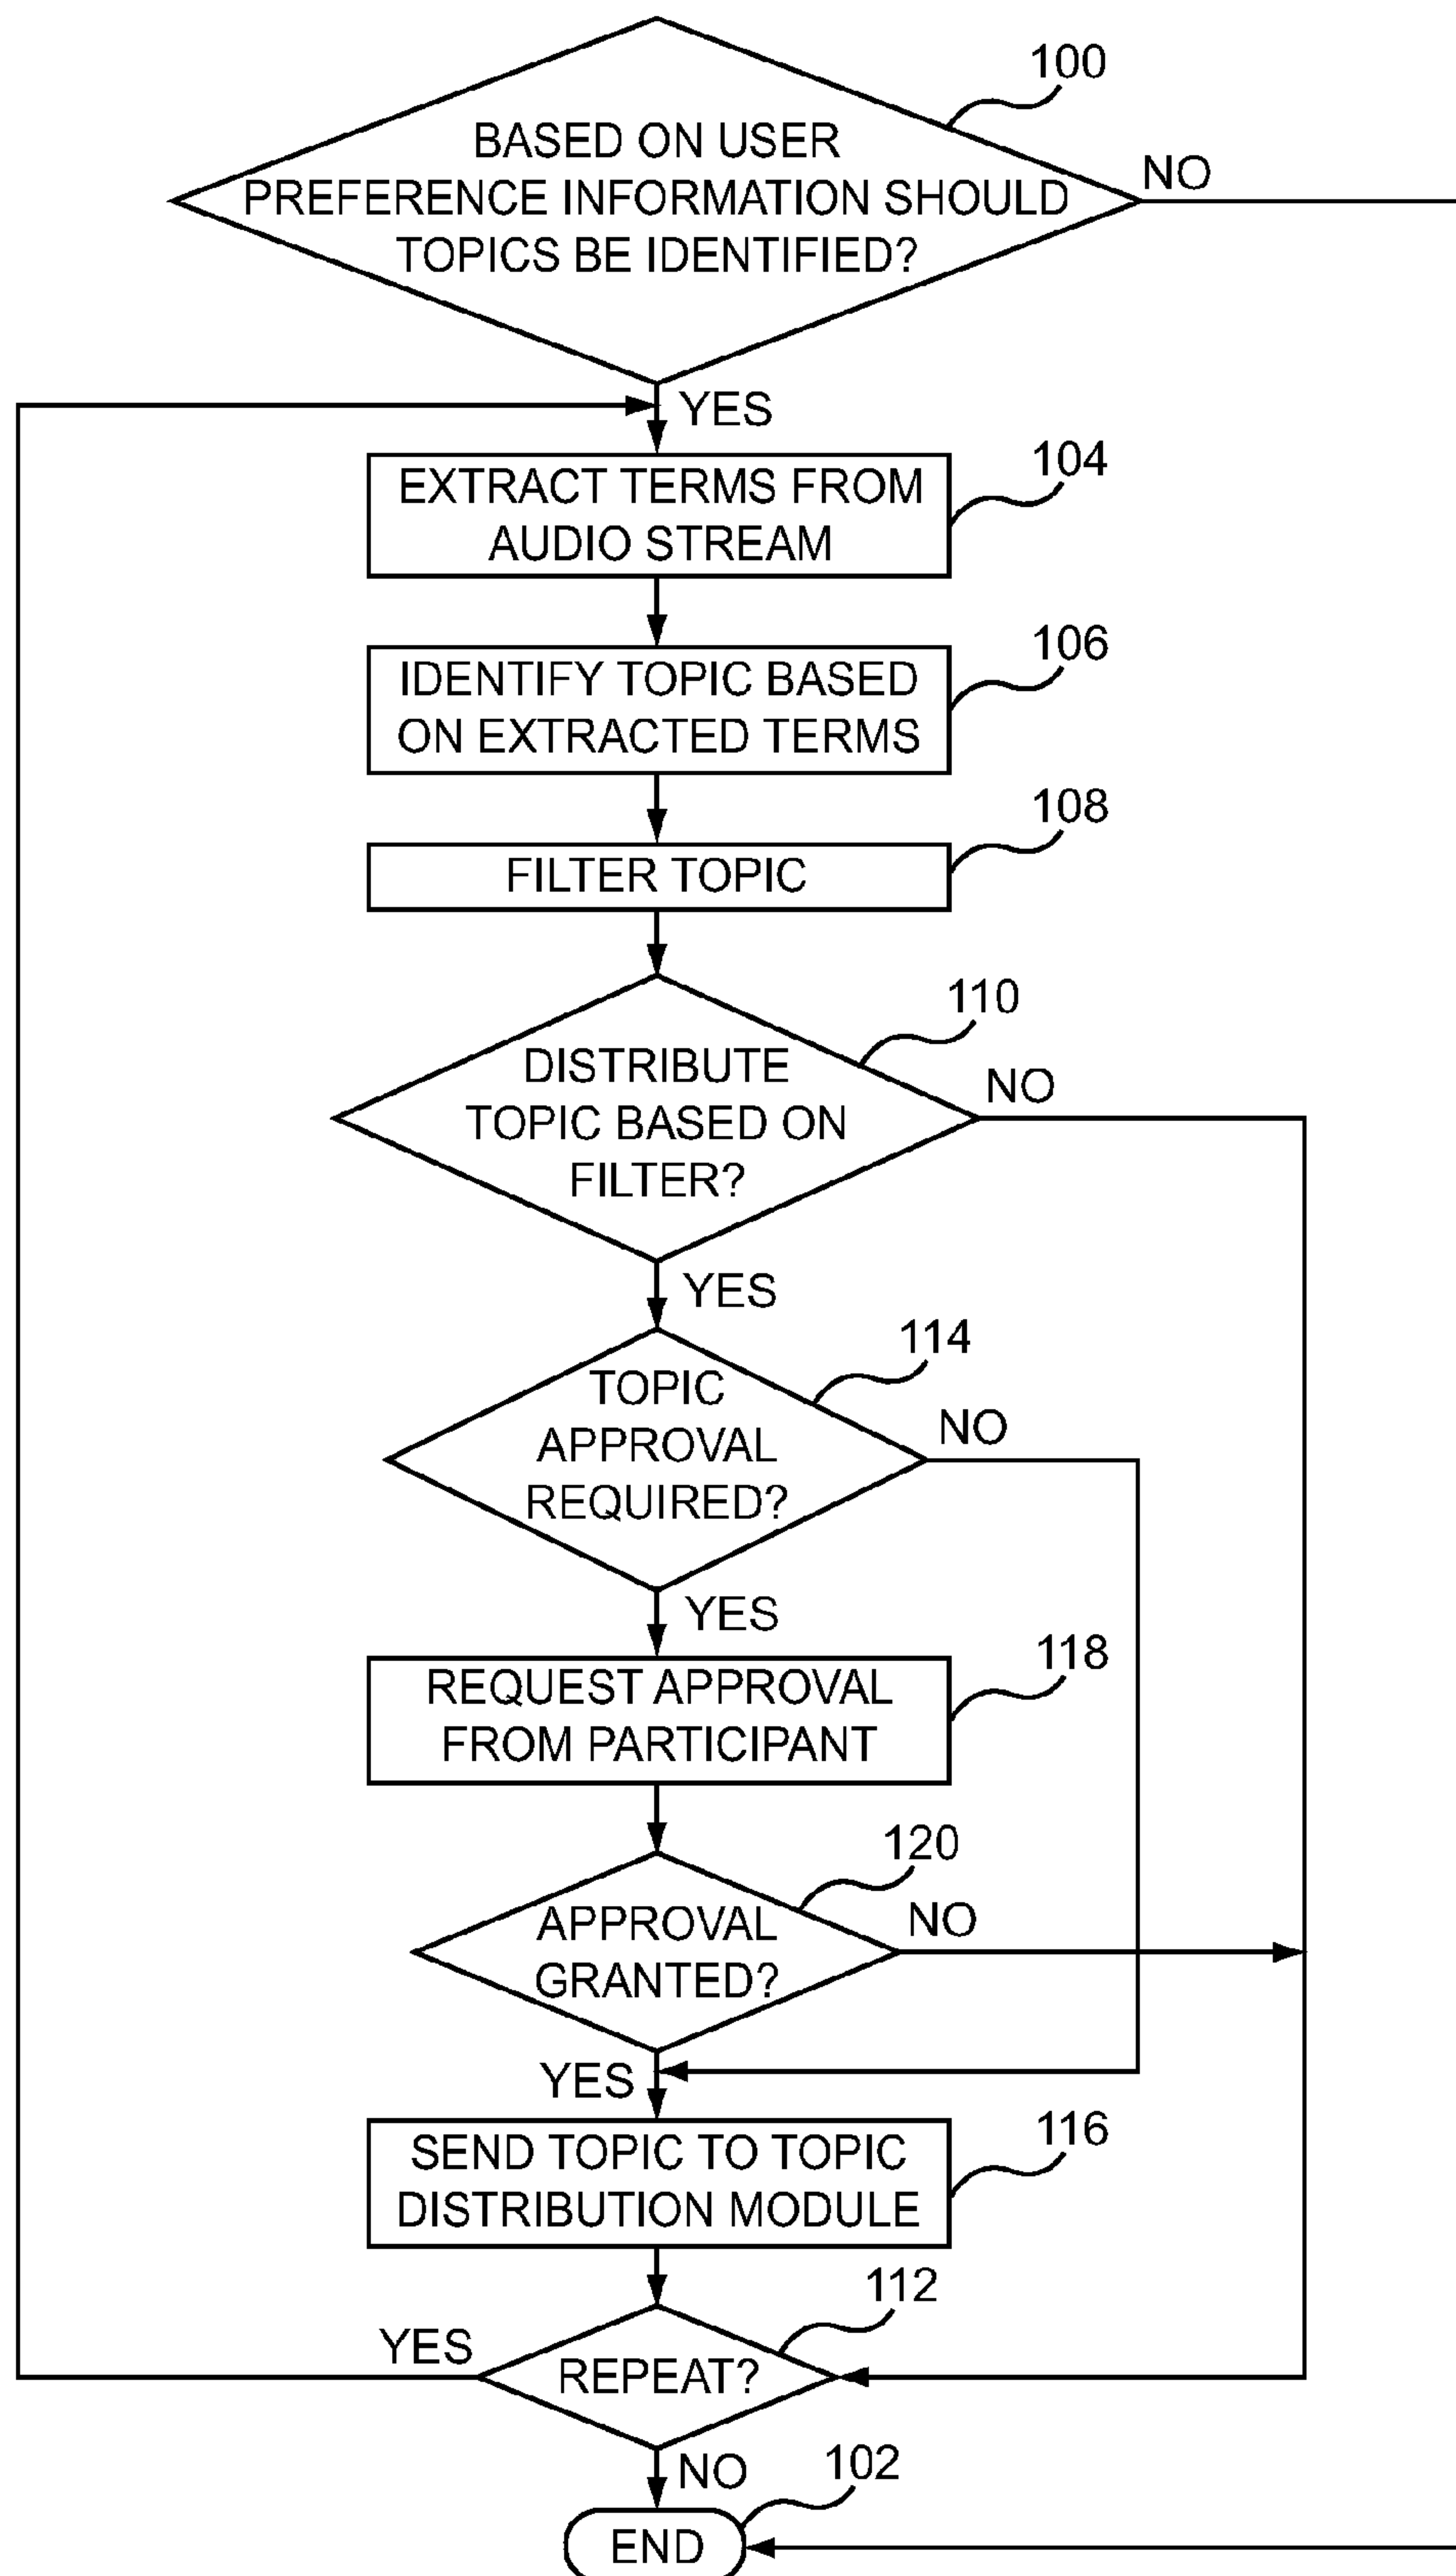 100
BASED ON USER
PREFERENCE INFORMATION SHOULD
TOPICS BE IDENTIFIED?
NO
YES
104
EXTRACT TERMS FROM
AUDIO STREAM
106
IDENTIFY TOPIC BASED
ON EXTRACTED TERMS
108
FILTER TOPIC
110
DISTRIBUTE
TOPIC BASED ON
FILTER?
NO
YES
114
TOPIC
APPROVAL
REQUIRED?
NO
YES
118
REQUEST APPROVAL
FROM PARTICIPANT
120
APPROVAL
GRANTED?
NO
YES
116
SEND TOPIC TO TOPIC
DISTRIBUTION MODULE
112
YES
REPEAT?
NO
102
END